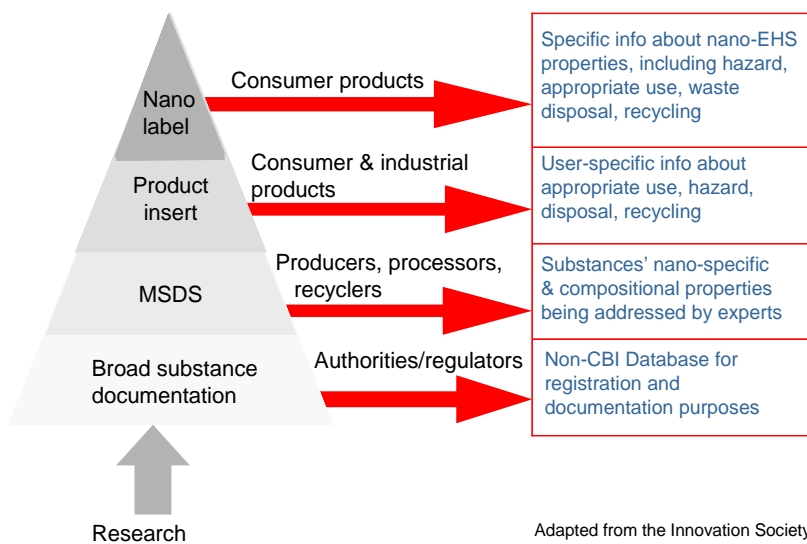 Nano
label
Consumer products
Specific info about nano-EHS
properties, including hazard,
appropriate use, waste
disposal, recycling
Product
insert
Consumer & industrial
products
User-specific info about
appropriate use, hazard,
disposal, recycling
MSDS
Producers, processors,
recyclers
Substances’ nano-specific
& compositional properties
being addressed by experts
Broad substance
documentation
Authorities/regulators
Non-CBI Database for
registration and
documentation purposes
Research
Adapted from the Innovation Society